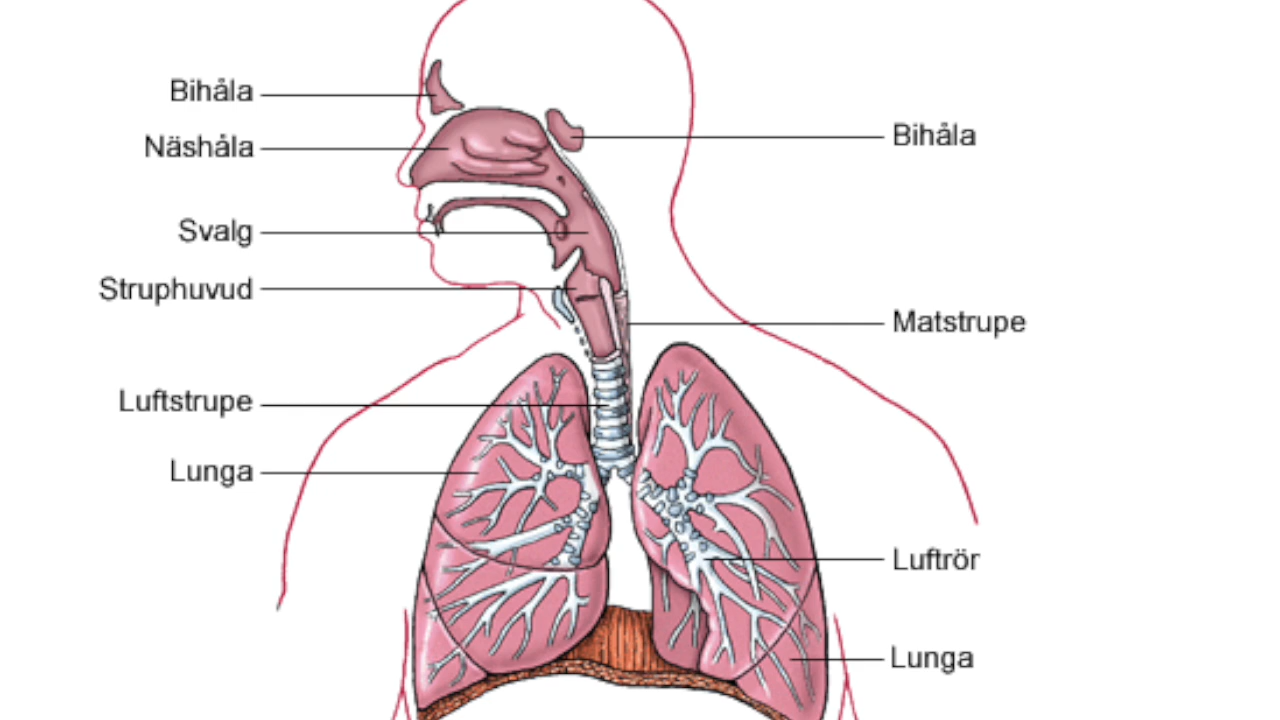 Bihåla
Näshåla
Svalg
Struphuvud
Luftstrupe
Lunga
Bihåla
Matstrupe
Luftrör
Lunga